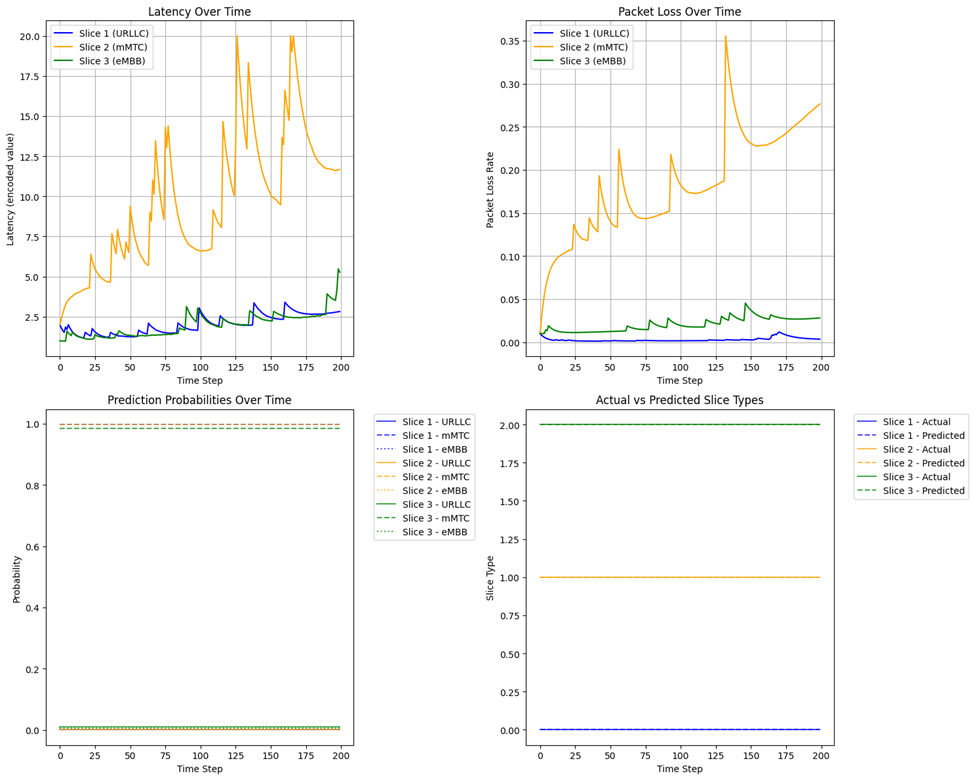 Latency Over Time
Slice 1 (URLLC)
Slice 2 (mMTC)
Slice 3 (eMBB)
20.0
17.5
15.0
12.5
10.0
7.5
5.0
2.5
Latency (encoded value)
0 25 50 75 100 125 150 175 200
Time Step
Packet Loss Over Time
Slice 1 (URLLC)
Slice 2 (mMTC)
Slice 3 (eMBB)
0.35
0.30
0.25
0.20
0.15
0.10
0.05
0.00
Packet Loss Rate
0 25 50 75 100 125 150 175 200
Time Step
Prediction Probabilities Over Time
1.0
0.8
0.6
0.4
0.2
0.0
Probability
0 25 50 75 100 125 150 175 200
Time Step
Slice 1 - URLLC
Slice 1 - mMTC
Slice 1 - eMBB
Slice 2 - URLLC
Slice 2 - mMTC
Slice 2 - eMBB
Slice 3 - URLLC
Slice 3 - mMTC
Slice 3 - eMBB
Actual vs Predicted Slice Types
2.00
1.75
1.50
1.25
1.00
0.75
0.50
0.25
0.00
Slice Type
0 25 50 75 100 125 150 175 200
Time Step
Slice 1 - Actual
Slice 1 - Predicted
Slice 2 - Actual
Slice 2 - Predicted
Slice 3 - Actual
Slice 3 - Predicted